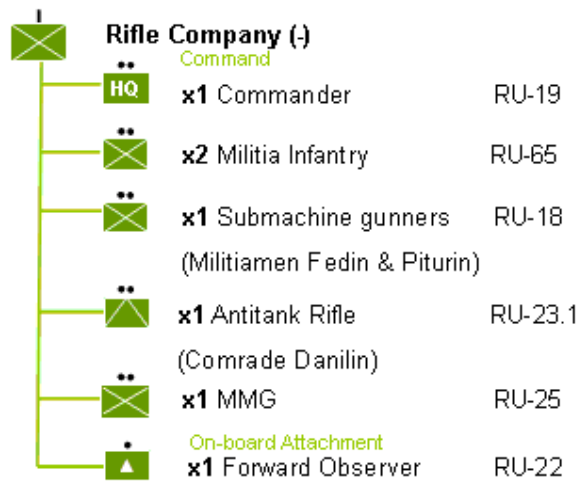 Rifle Company (-)
Command
HQ x1 Commander RU-19
x2 Militia Infantry RU-65
x1 Submachine gunners RU-18
(Militiamen Fedin & Piturin)
x1 Antitank Rifle RU-23.1
(Comrade Danilin)
x1 MMG RU-25
On-board Attachment
x1 Forward Observer RU-22